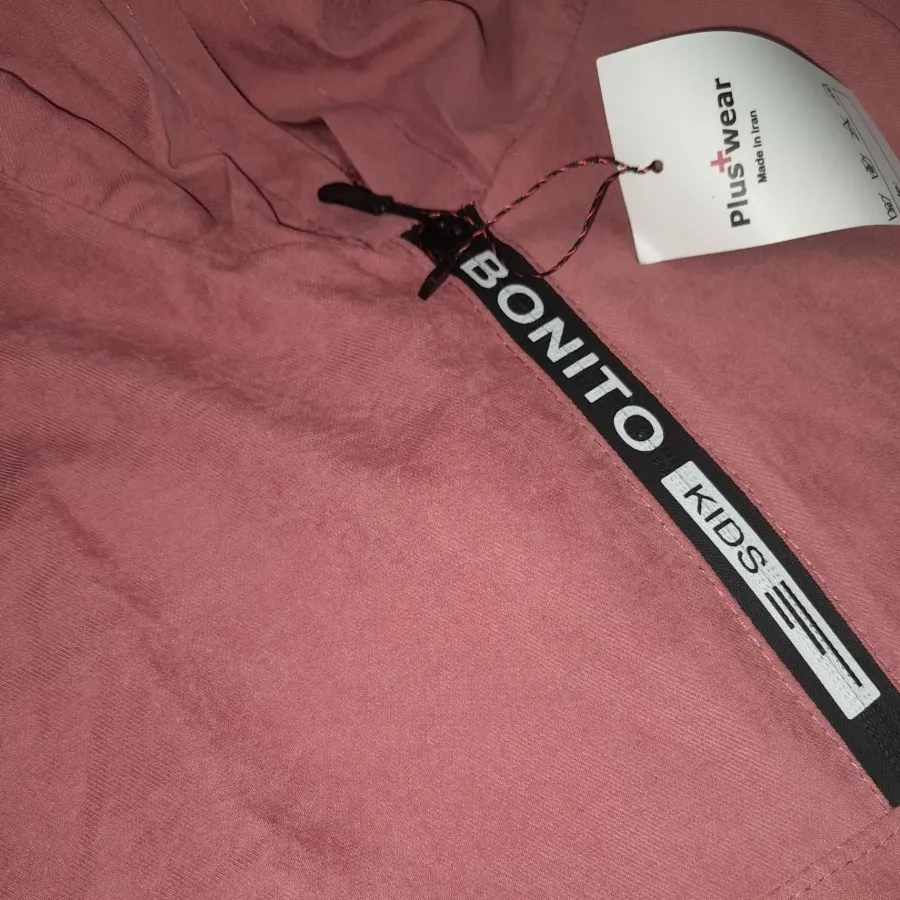 Plus+wear
Made in Iran
BONITO
KIDS